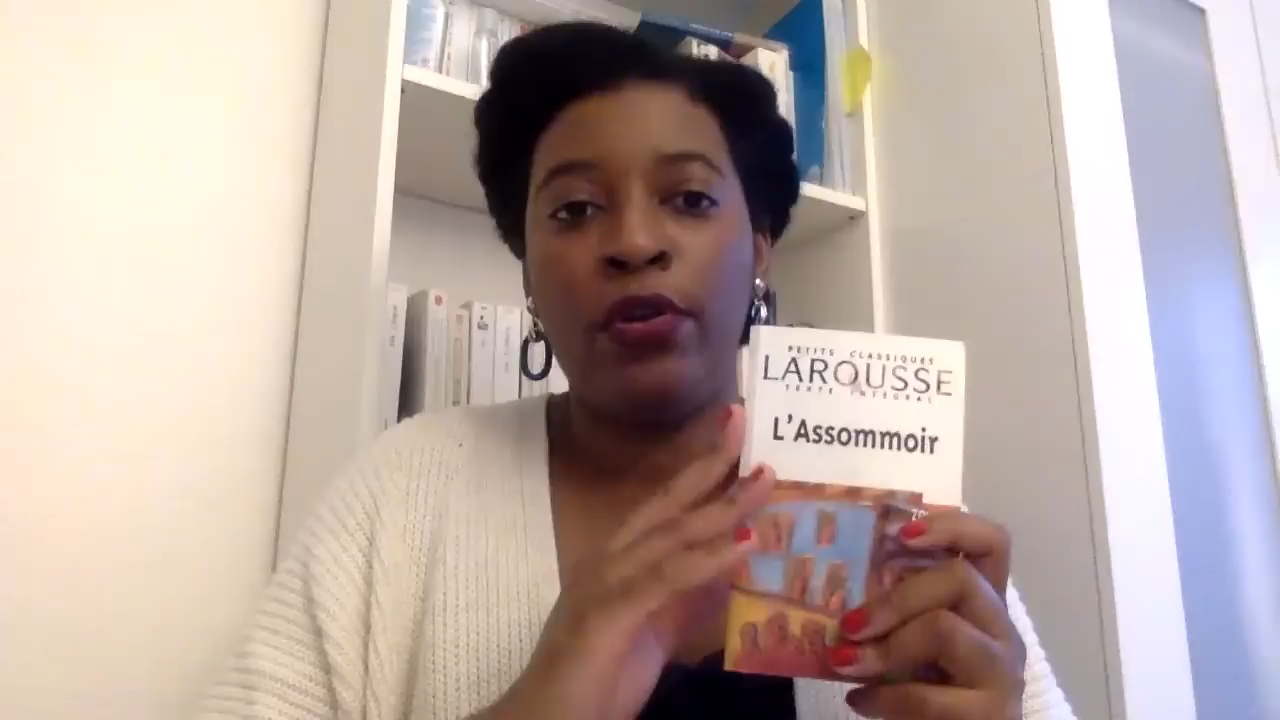 PETITS CLASSIQUES
LAROUSSE
TEXTE INTÉGRAL
L'Assommoir